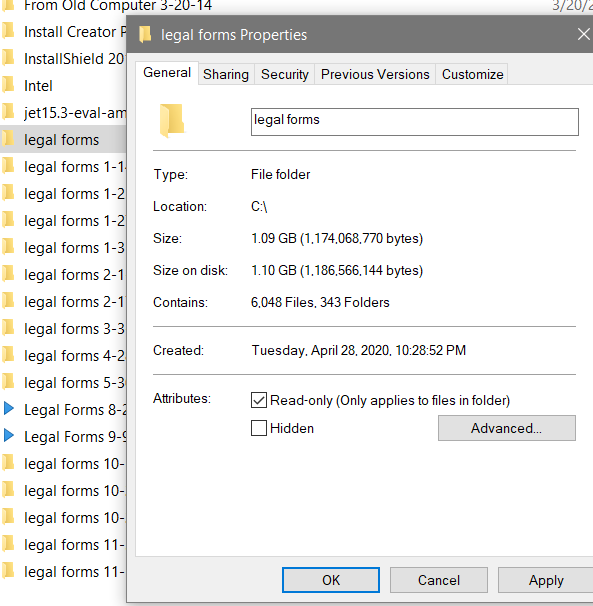 From Old Computer 3-20-14
3/20/2
Install Creator P
InstallShield 20
Intel
jet15.3-eval-am
legal forms
legal forms 1-1
legal forms 1-2
legal forms 1-2
legal forms 1-3
legal forms 2-1
legal forms 2-1
legal forms 3-3
legal forms 4-2
legal forms 5-3
Legal Forms 8-2
Legal Forms 9-9
legal forms 10-
legal forms 10-
legal forms 10-
legal forms 11-
legal forms 11-
legal forms Properties
General Sharing Security Previous Versions Customize
legal forms
Type: File folder
Location: C:\
Size: 1.09 GB (1,174,068,770 bytes)
Size on disk: 1.10 GB (1,186,566,144 bytes)
Contains: 6,048 Files, 343 Folders
Created: Tuesday, April 28, 2020, 10:28:52 PM
Attributes: Read-only (Only applies to files in folder)
Hidden Advanced...
OK Cancel Apply